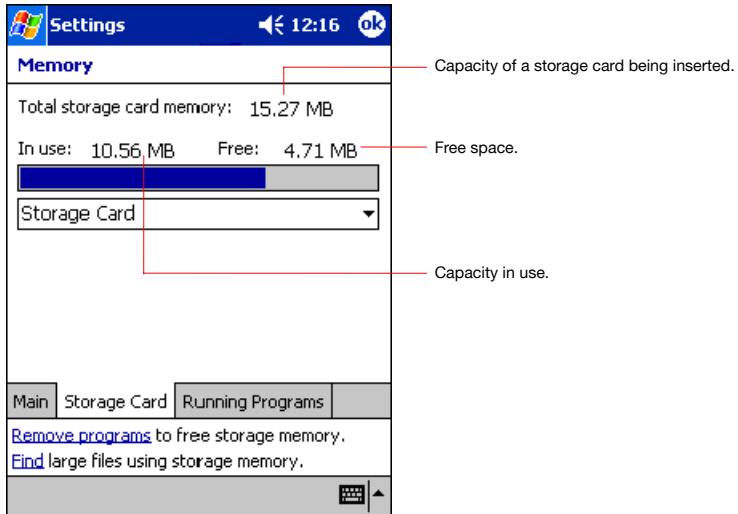 Settings 12:16 ok
Memory
Capacity of a storage card being inserted.
Total storage card memory: 15.27 MB
In use: 10.56 MB Free: 4.71 MB
Free space.
Storage Card
Capacity in use.
Main Storage Card Running Programs
Remove programs to free storage memory.
Find large files using storage memory.